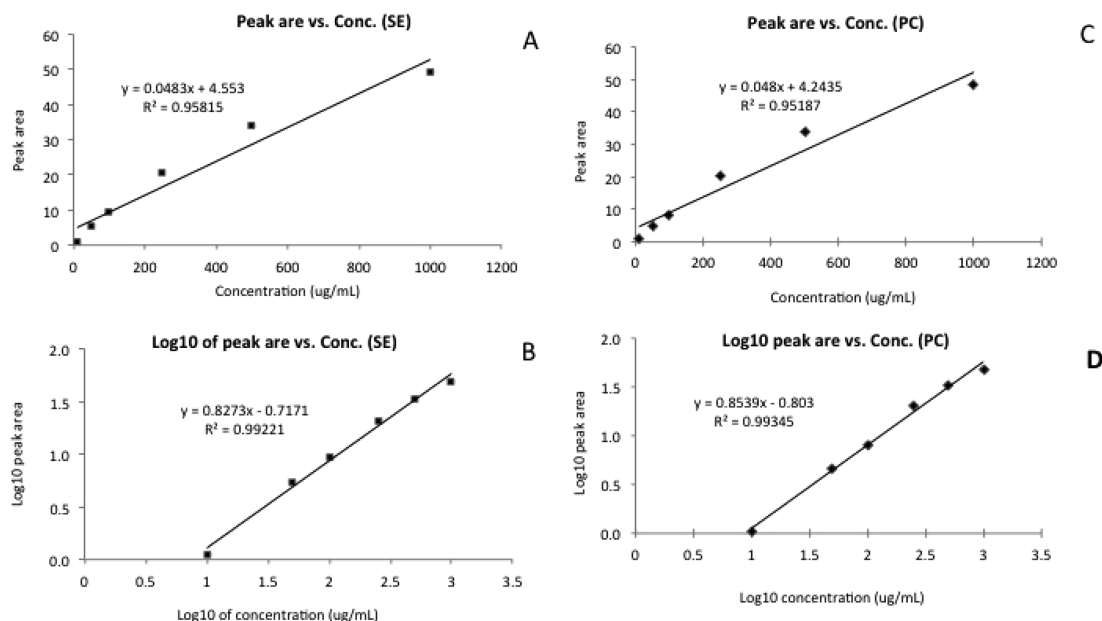 Peak are vs. Conc. (SE)
A
60
50
40
30
20
10
0
y = 0.0483x + 4.553
R² = 0.95815
Peak area
0 200 400 600 800 1000 1200
Concentration (ug/mL)
Peak are vs. Conc. (PC)
C
60
50
40
30
20
10
0
y = 0.048x + 4.2435
R² = 0.95187
Peak area
0 200 400 600 800 1000 1200
Concentration (ug/mL)
Log10 of peak are vs. Conc. (SE)
B
2.0
1.5
1.0
0.5
0.0
y = 0.8273x - 0.7171
R² = 0.99221
Log10 peak area
0 0.5 1 1.5 2 2.5 3 3.5
Log10 of concentration (ug/mL)
Log10 peak are vs. Conc. (PC)
D
2.0
1.5
1.0
0.5
0.0
y = 0.8539x - 0.803
R² = 0.99345
Log10 peak area
0 0.5 1 1.5 2 2.5 3 3.5
Log10 concentration (ug/mL)